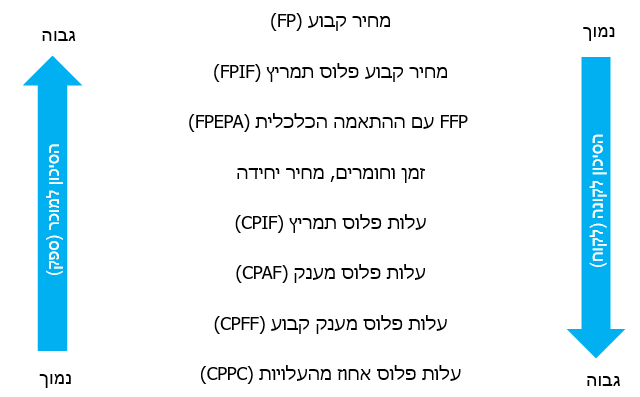 נמוך
גבוה
מחיר קבוע (FP)
מחיר קבוע פלוס תמריץ (FPIF)
FFP עם ההתאמה הכלכלית (FPEPA)
זמן וחומרים, מחיר יחידה
עלות פלוס תמריץ (CPIF)
עלות פלוס מענק (CPAF)
עלות פלוס מענק קבוע (CPFF)
עלות פלוס אחוז מהעלויות (CPPC)
הסיכון לקונה (לקוח)
הסיכון למוכר (ספק)
גבוה
נמוך